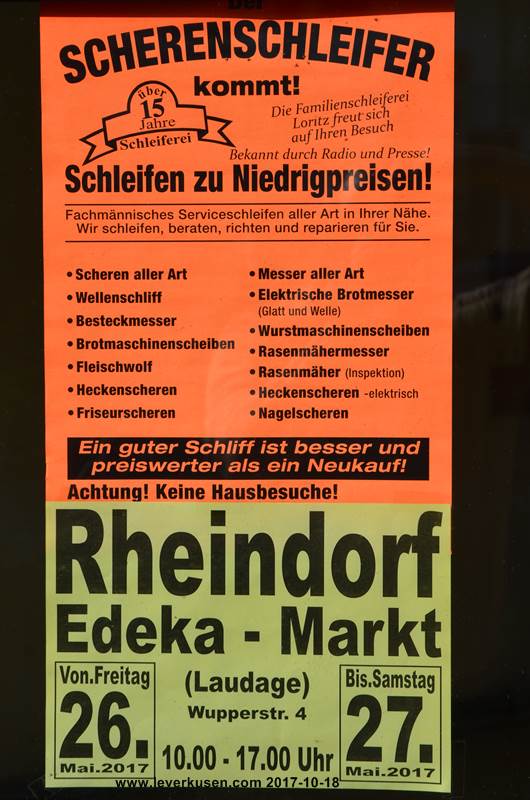 Der
SCHERENSCHLEIFER
kommt!
über
15
Jahre
Schleiferei
Die Familienschleiferei
Loritz freut sich
auf Ihren Besuch
Bekannt durch Radio und Presse!
Schleifen zu Niedrigpreisen!
Fachmännisches Serviceschleifen aller Art in Ihrer Nähe.
Wir schleifen, beraten, richten und reparieren für Sie.
• Scheren aller Art
• Wellenschliff
• Besteckmesser
• Brotmaschinenscheiben
• Fleischwolf
• Heckenscheren
• Friseurscheren
• Messer aller Art
• Elektrische Brotmesser
(Glatt und Welle)
• Wurstmaschinenscheiben
• Rasenmähermesser
• Rasenmäher (Inspektion)
• Heckenscheren -elektrisch
• Nagelscheren
Ein guter Schliff ist besser und
preiswerter als ein Neukauf!
Achtung! Keine Hausbesuche!
Rheindorf
Edeka - Markt
Von.Freitag
26.
Mai.2017
(Laudage)
Wupperstr. 4
10.00 - 17.00 Uhr
Bis.Samstag
27.
Mai.2017
www.leverkusen.com 2017-10-18